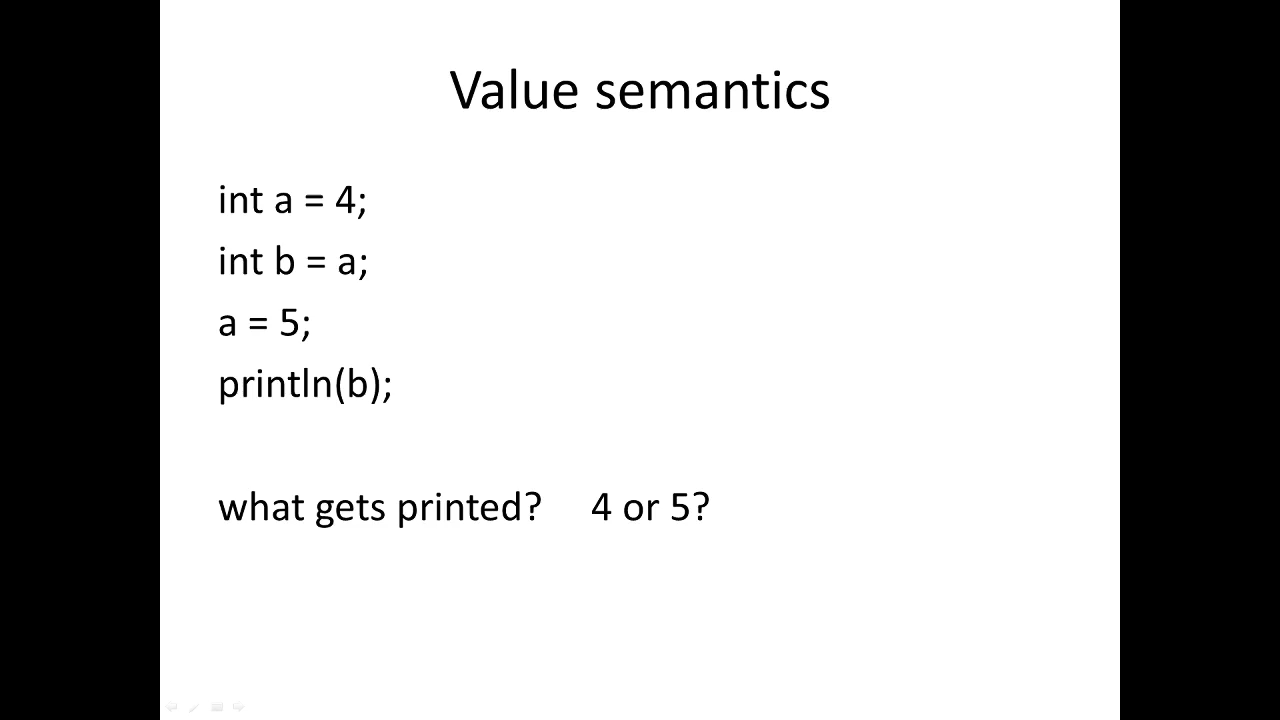 Value semantics
int a = 4;
int b = a;
a = 5;
println(b);
what gets printed? 4 or 5?